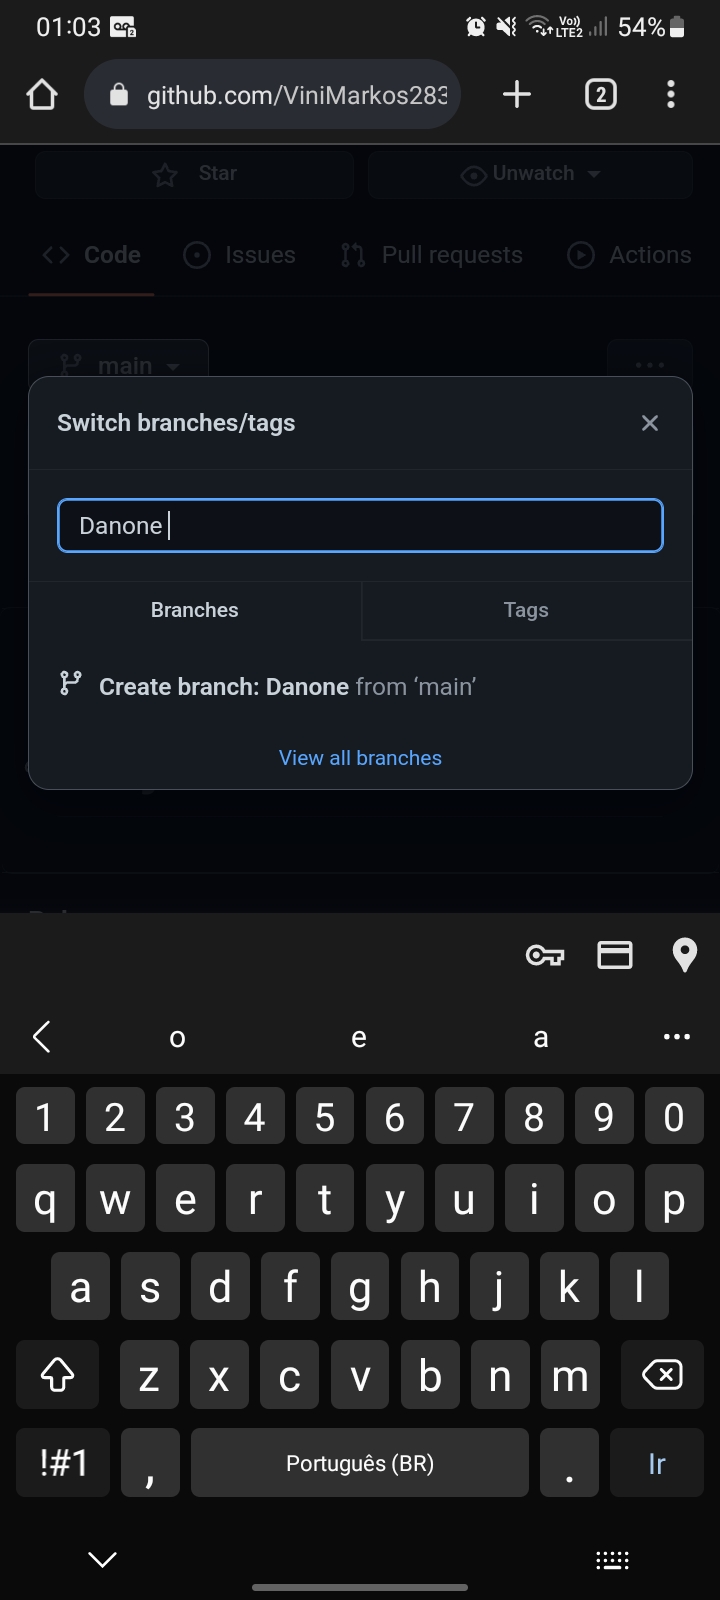 01:03
Vo)) LTE2 54%
github.com/ViniMarkos283
2
Star
Unwatch
Code Issues Pull requests Actions
main
Switch branches/tags
Danone
Branches Tags
Create branch: Danone from ‘main’
View all branches
o e a
1 2 3 4 5 6 7 8 9 0
q w e r t y u i o p
a s d f g h j k l
z x c v b n m
!#1 , Português (BR) . Ir